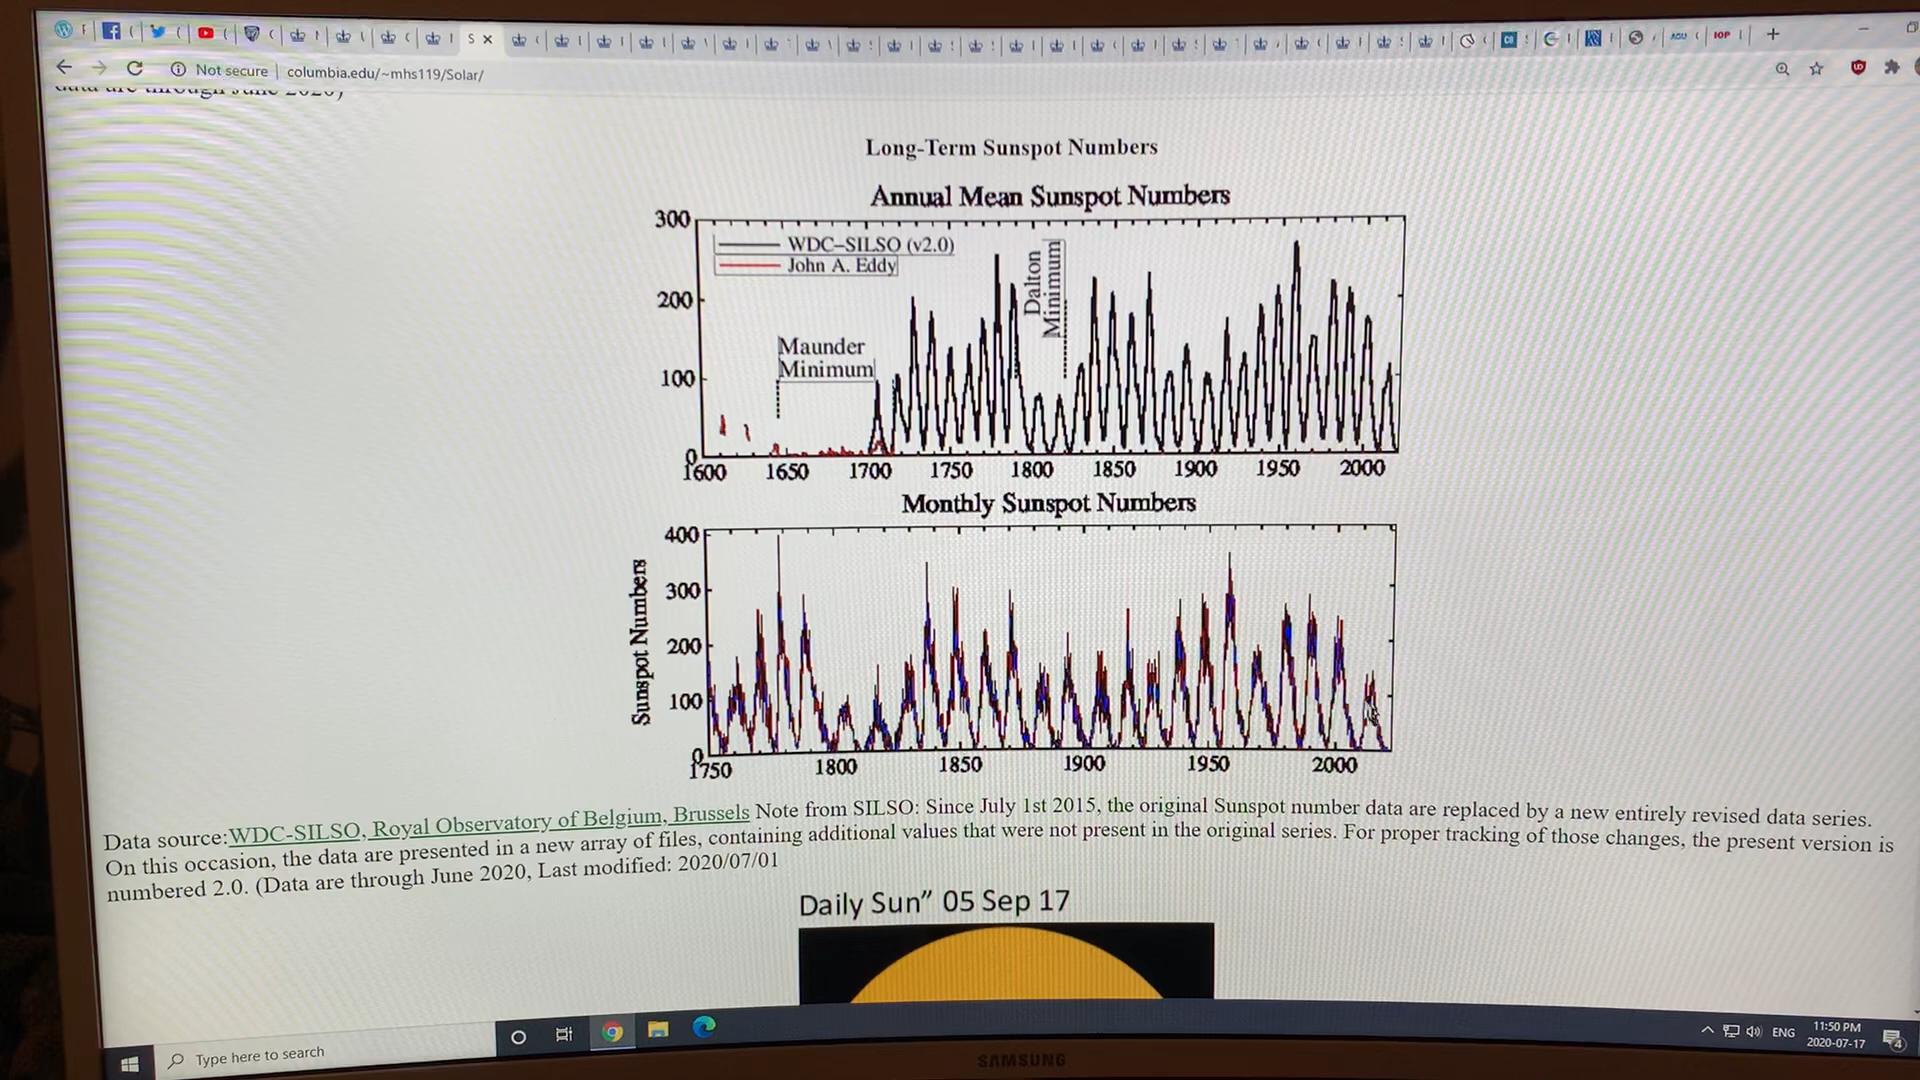 Not secure | columbia.edu/~mhs119/Solar/
data are through June 2020)
Long-Term Sunspot Numbers
Annual Mean Sunspot Numbers
300
200
100
0
WDC-SILSO (v2.0)
John A. Eddy
Maunder
Minimum
Dalton
Minimum
1600 1650 1700 1750 1800 1850 1900 1950 2000
Monthly Sunspot Numbers
Sunspot Numbers
400
300
200
100
0
1750 1800 1850 1900 1950 2000
Data source:WDC-SILSO, Royal Observatory of Belgium, Brussels Note from SILSO: Since July 1st 2015, the original Sunspot number data are replaced by a new entirely revised data series.
On this occasion, the data are presented in a new array of files, containing additional values that were not present in the original series. For proper tracking of those changes, the present version is
numbered 2.0. (Data are through June 2020, Last modified: 2020/07/01
Daily Sun” 05 Sep 17
Type here to search
ENG
11:50 PM
2020-07-17
4
SAMSUNG